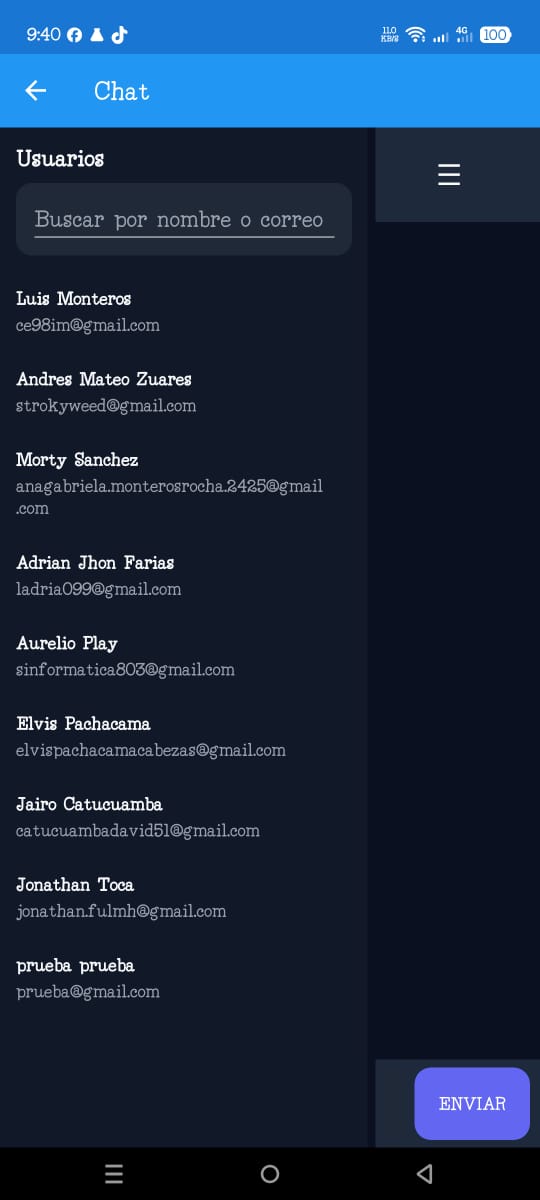 9:40
11.0
KB/S
4G
100
Chat
Usuarios
Buscar por nombre o correo
Luis Monteros
ce98im@gmail.com
Andres Mateo Zuares
strokyweed@gmail.com
Morty Sanchez
anagabriela.monterosrocha.2425@gmail
.com
Adrian Jhon Farias
ladria099@gmail.com
Aurelio Play
sinformatica803@gmail.com
Elvis Pachacama
elvispachacamacabezas@gmail.com
Jairo Catucuamba
catucuambadavid51@gmail.com
Jonathan Toca
jonathan.fulmh@gmail.com
prueba prueba
prueba@gmail.com
ENVIAR